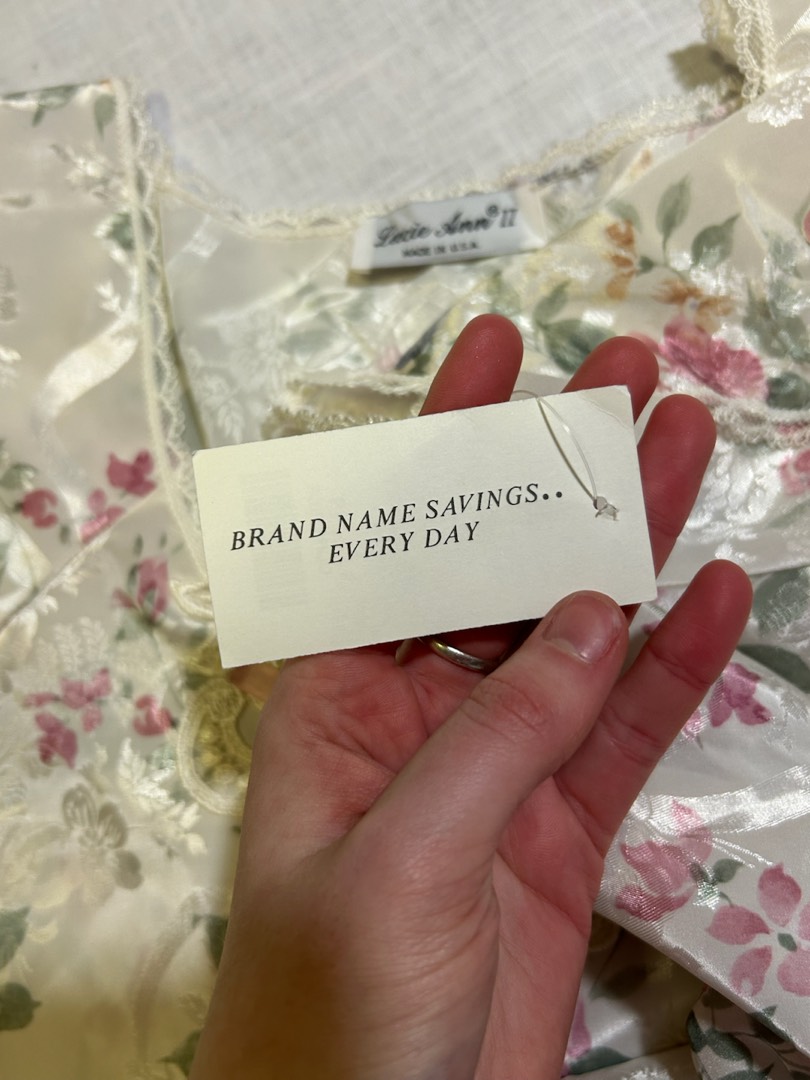 Lexie Ann® II
MADE IN U.S.A.
BRAND NAME SAVINGS..
EVERY DAY